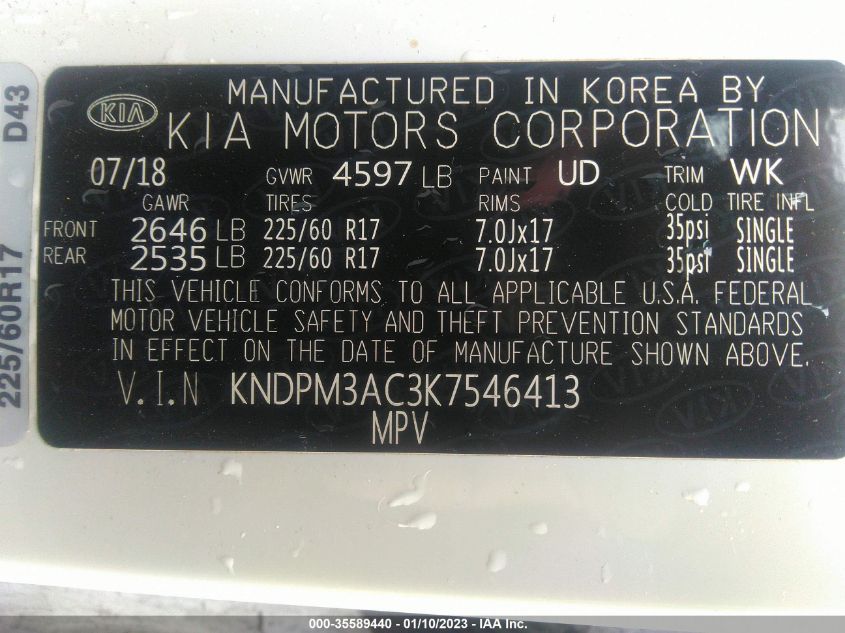 D43
225/60R17
KIA
MANUFACTURED IN KOREA BY
KIA MOTORS CORPORATION
07/18 GVWR 4597 LB PAINT UD TRIM WK
GAWR TIRES RIMS COLD TIRE INFL
FRONT 2646 LB 225/60 R17 7.0Jx17 35psi SINGLE
REAR 2535 LB 225/60 R17 7.0Jx17 35psi SINGLE
THIS VEHICLE CONFORMS TO ALL APPLICABLE U.S.A. FEDERAL
MOTOR VEHICLE SAFETY AND THEFT PREVENTION STANDARDS
IN EFFECT ON THE DATE OF MANUFACTURE SHOWN ABOVE.
V.I.N KNDPM3AC3K7546413
MPV
000-35589440 - 01/10/2023 - IAA Inc.